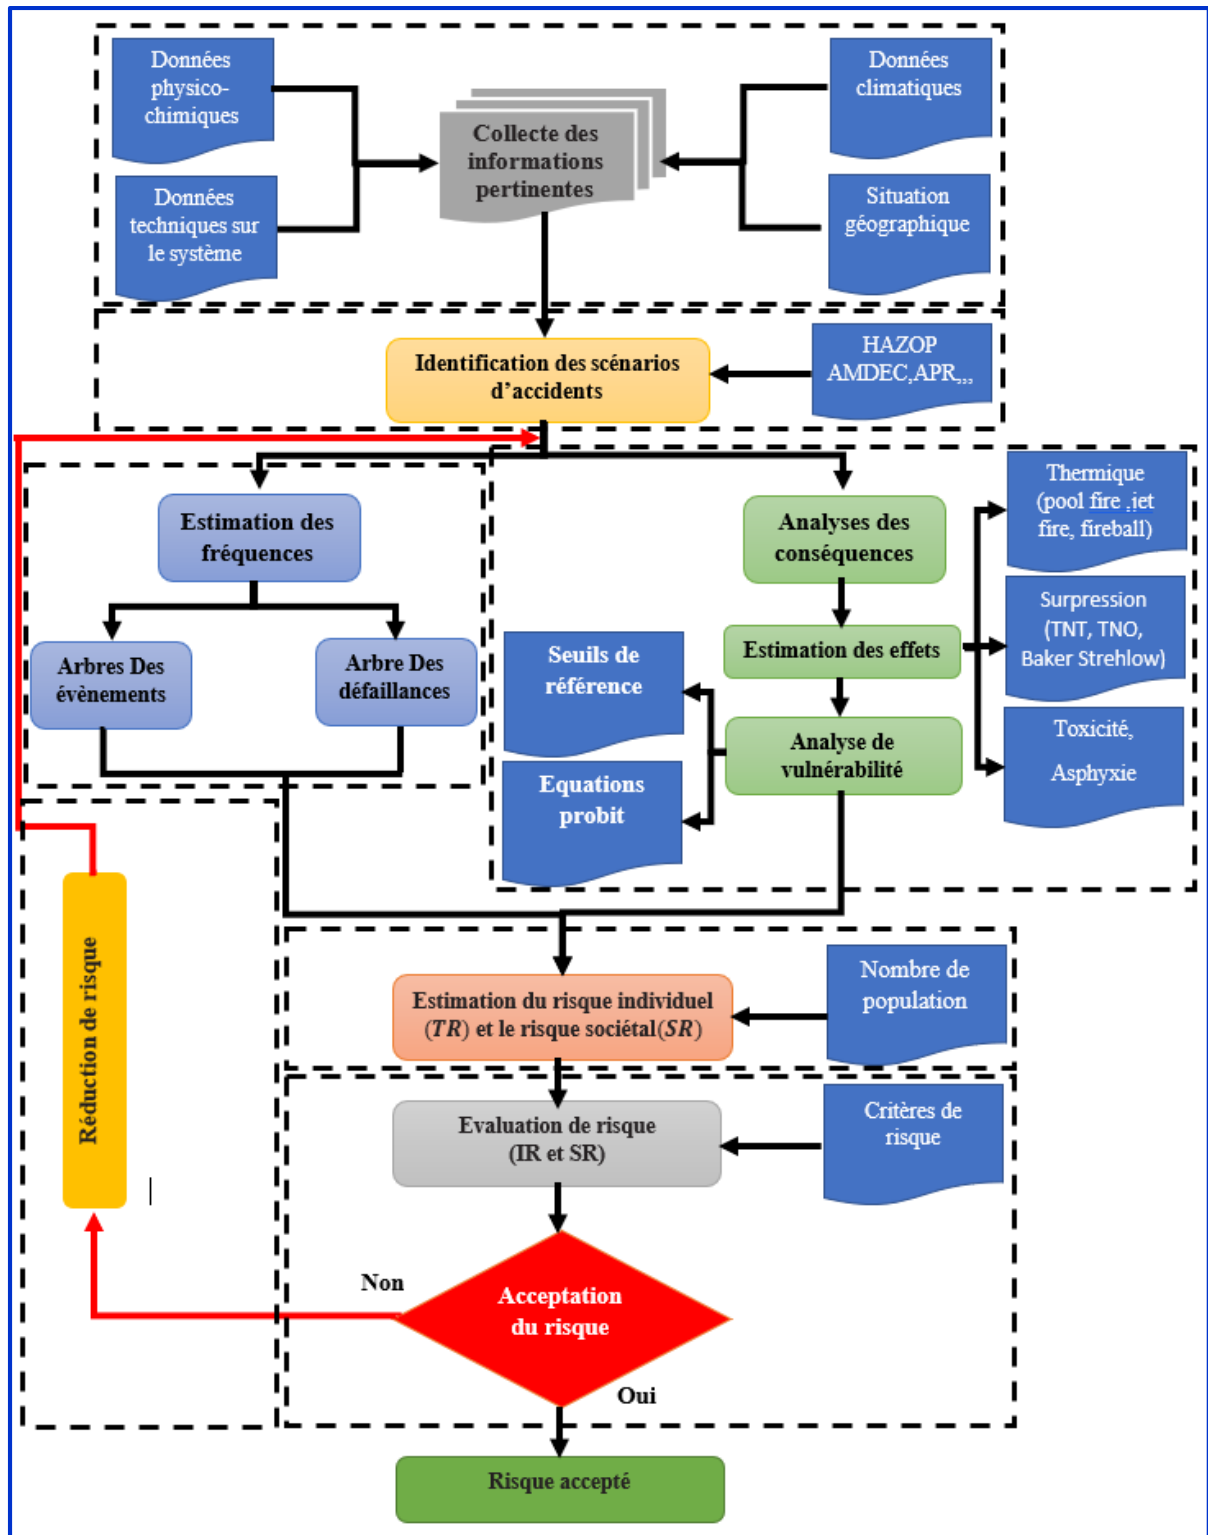 Données
physico-
chimiques
Données
techniques sur
le système
Collecte des
informations
pertinentes
Données
climatiques
Situation
géographique
Identification des scénarios
d’accidents
HAZOP
AMDEC,APR,,,
Estimation des
fréquences
Arbres Des
évènements
Arbre Des
défaillances
Analyses des
conséquences
Estimation des effets
Analyse de
vulnérabilité
Thermique
(pool fire .jet
fire, fireball)
Surpression
(TNT, TNO,
Baker Strehlow)
Toxicité,
Asphyxie
Seuils de
référence
Equations
probit
Réduction de risque
Estimation du risque individuel
(TR) et le risque sociétal(SR)
Nombre de
population
Evaluation de risque
(IR et SR)
Critères de
risque
Acceptation
du risque
Non
Oui
Risque accepté